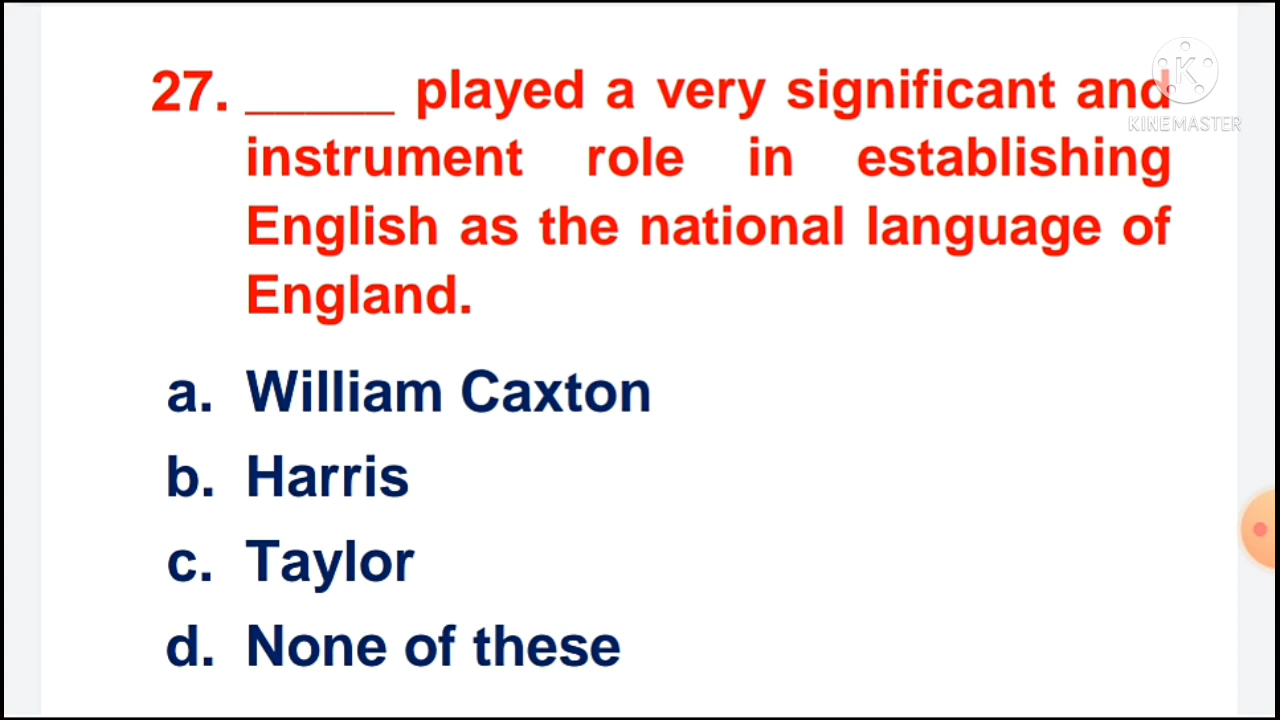 27. _____ played a very significant and
KINEMASTER
instrument role in establishing
English as the national language of
England.
a. William Caxton
b. Harris
c. Taylor
d. None of these